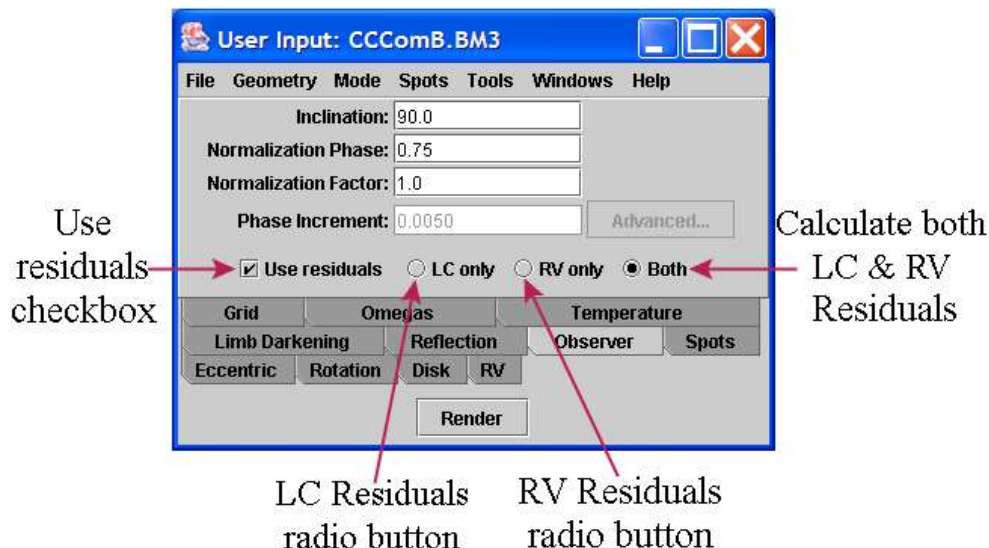 User Input: CCComB.BM3
File Geometry Mode Spots Tools Windows Help
Inclination: 90.0
Normalization Phase: 0.75
Normalization Factor: 1.0
Phase Increment: 0.0050 Advanced...
Use residuals LC only RV only Both
Grid Omegas Temperature
Limb Darkening Reflection Observer Spots
Eccentric Rotation Disk RV
Render
Use
residuals
checkbox
Calculate both
LC & RV
Residuals
LC Residuals
radio button
RV Residuals
radio button